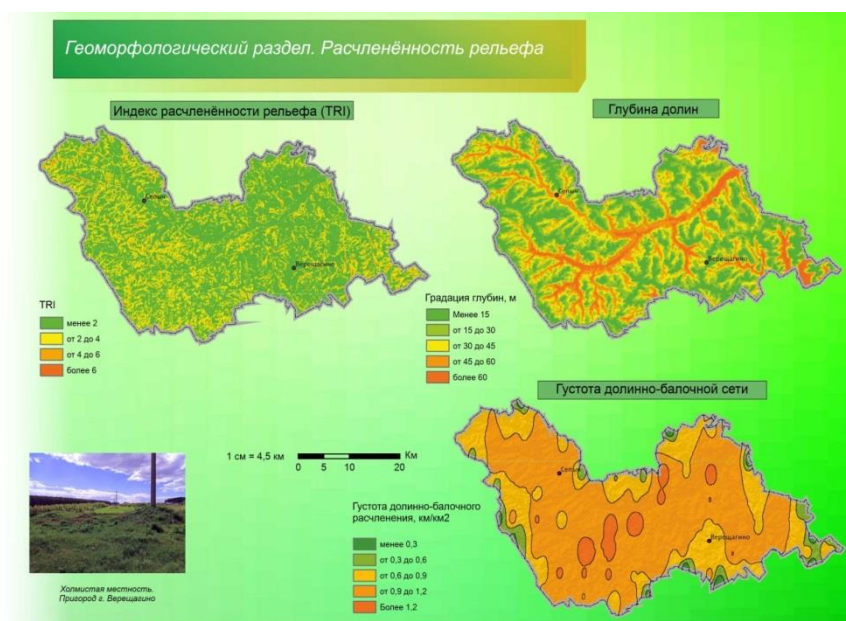 Геоморфологический раздел. Расчленённость рельефа
Индекс расчленённости рельефа (TRI)
Сепыч
Верещагино
TRI
менее 2
от 2 до 4
от 4 до 6
более 6
Глубина долин
Сепыч
Верещагино
Градация глубин, м
Менее 15
от 15 до 30
от 30 до 45
от 45 до 60
более 60
1 см = 4,5 км
Км
0 5 10 20
Густота долинно-балочной сети
Сепыч
Верещагино
Густота долинно-балочного
расчленения, км/км2
менее 0,3
от 0,3 до 0,6
от 0,6 до 0,9
от 0,9 до 1,2
Более 1,2
Холмистая местность.
Пригород г. Верещагино